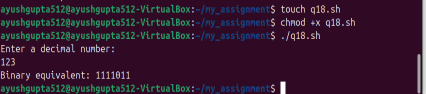 ayushgupta512@ayushgupta512-VirtualBox:~/my_assignment$ touch q18.sh
ayushgupta512@ayushgupta512-VirtualBox:~/my_assignment$ chmod +x q18.sh
ayushgupta512@ayushgupta512-VirtualBox:~/my_assignment$ ./q18.sh
Enter a decimal number:
123
Binary equivalent: 1111011
ayushgupta512@ayushgupta512-VirtualBox:~/my_assignment$